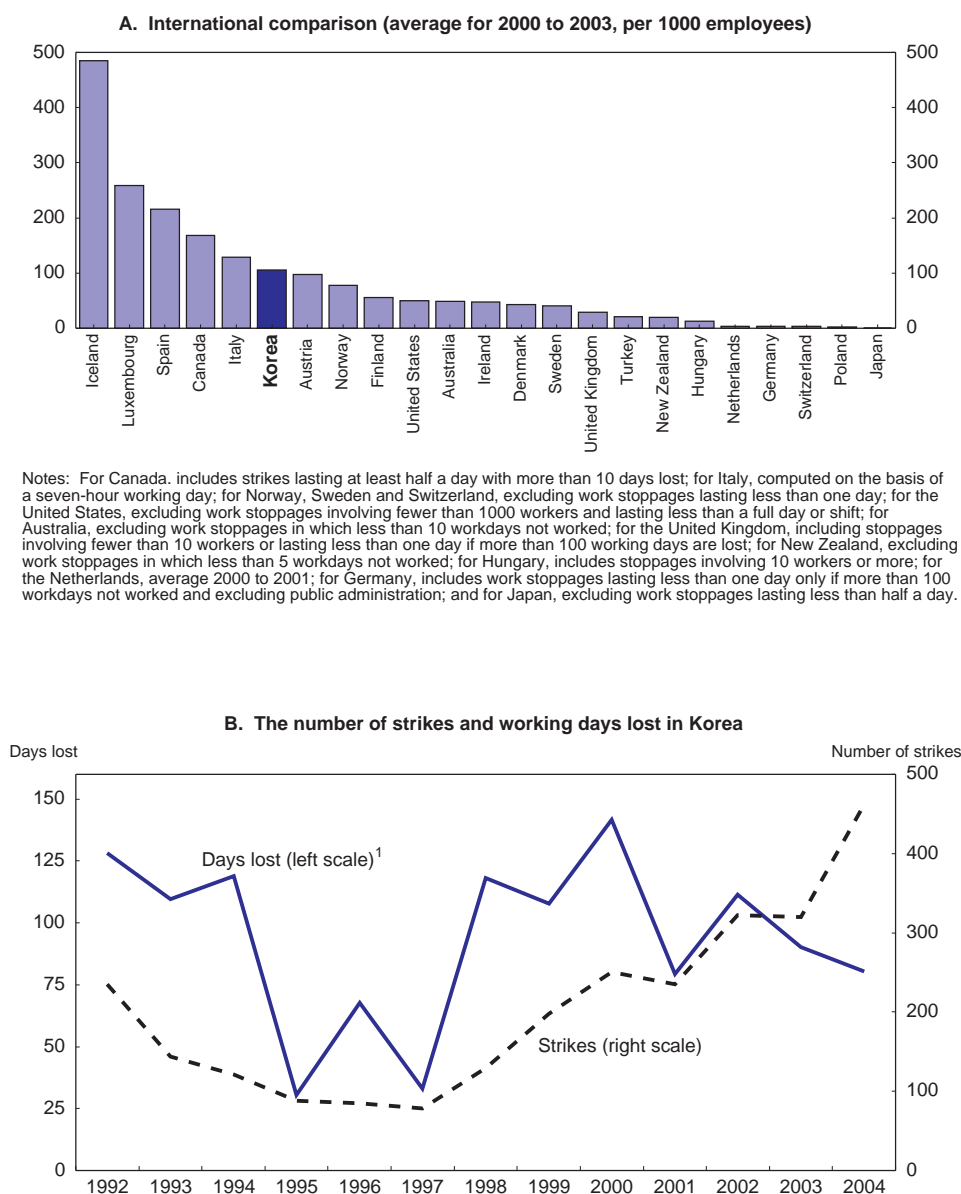 A. International comparison (average for 2000 to 2003, per 1000 employees)
500 500
400 400
300 300
200 200
100 100
0 0
Iceland
Luxembourg
Spain
Canada
Italy
Korea
Austria
Norway
Finland
United States
Australia
Ireland
Denmark
Sweden
United Kingdom
Turkey
New Zealand
Hungary
Netherlands
Germany
Switzerland
Poland
Japan
Notes: For Canada. includes strikes lasting at least half a day with more than 10 days lost; for Italy, computed on the basis of
a seven-hour working day; for Norway, Sweden and Switzerland, excluding work stoppages lasting less than one day; for the
United States, excluding work stoppages involving fewer than 1000 workers and lasting less than a full day or shift; for
Australia, excluding work stoppages in which less than 10 workdays not worked; for the United Kingdom, including stoppages
involving fewer than 10 workers or lasting less than one day if more than 100 working days are lost; for New Zealand, excluding
work stoppages in which less than 5 workdays not worked; for Hungary, includes stoppages involving 10 workers or more; for
the Netherlands, average 2000 to 2001; for Germany, includes work stoppages lasting less than one day only if more than 100
workdays not worked and excluding public administration; and for Japan, excluding work stoppages lasting less than half a day.
B. The number of strikes and working days lost in Korea
Days lost Number of strikes
500
150
400
125
Days lost (left scale)1
100
300
75
200
50
Strikes (right scale)
100
25
0 0
1992 1993 1994 1995 1996 1997 1998 1999 2000 2001 2002 2003 2004